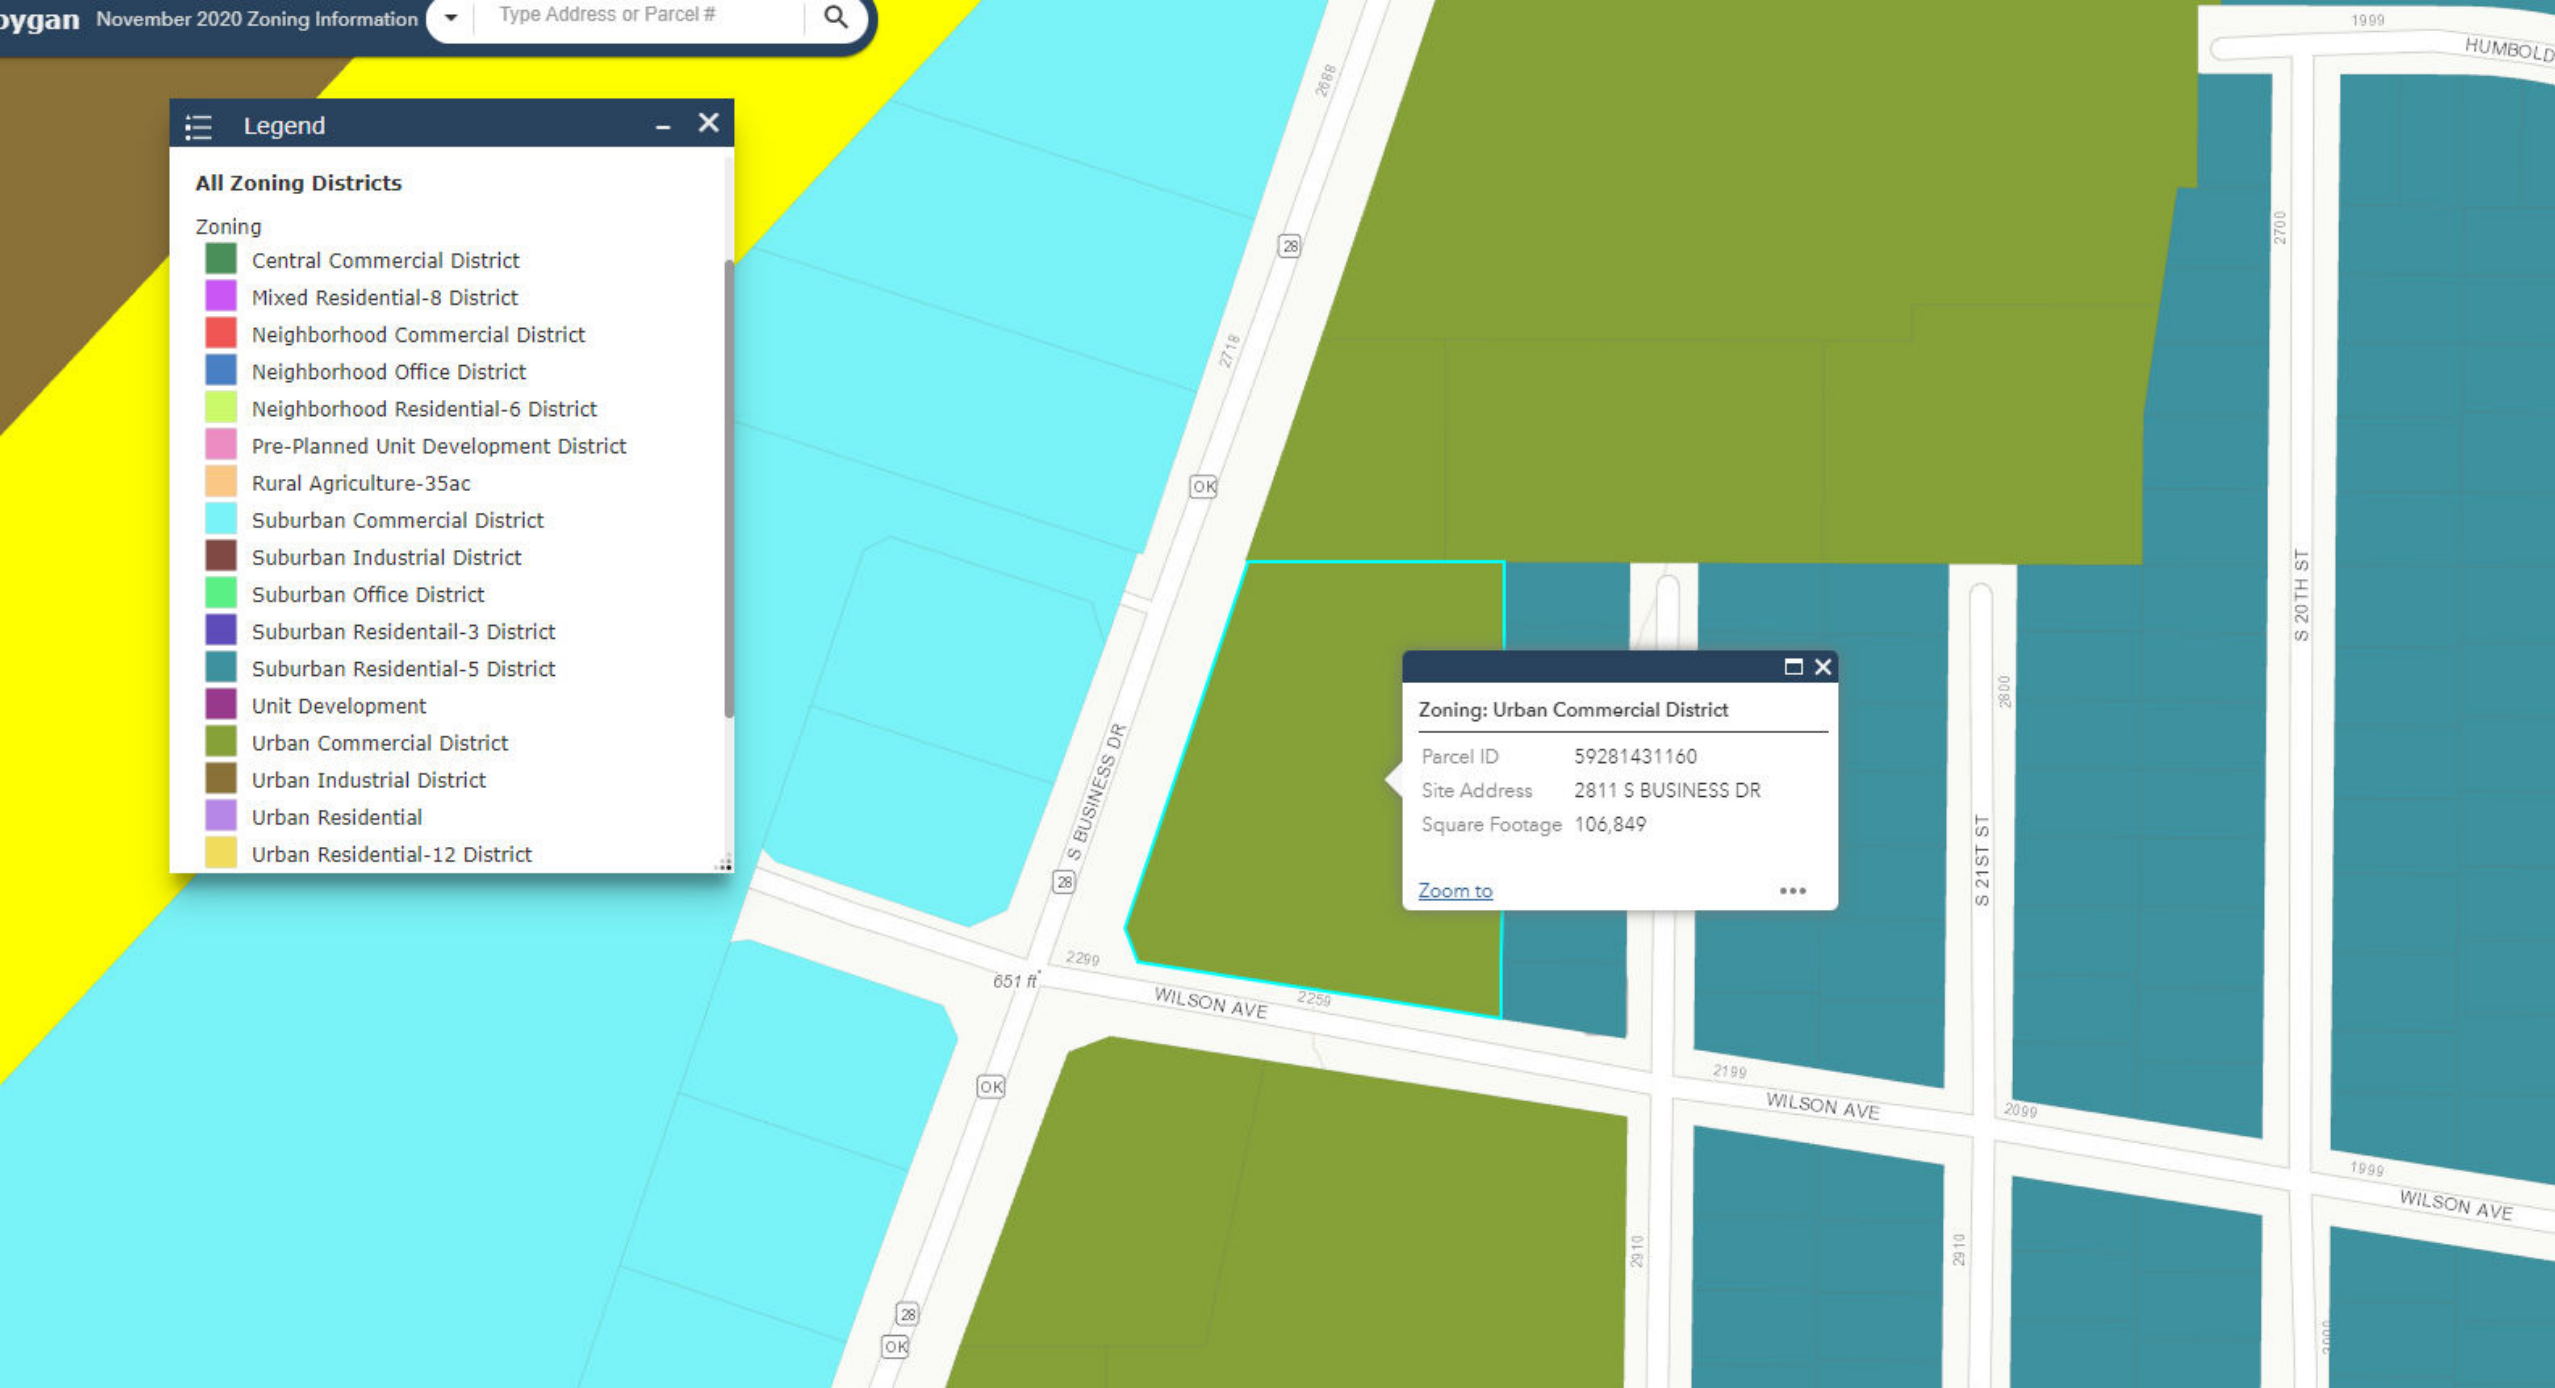 oygan November 2020 Zoning Information
Type Address or Parcel #
Legend
All Zoning Districts
Zoning
Central Commercial District
Mixed Residential-8 District
Neighborhood Commercial District
Neighborhood Office District
Neighborhood Residential-6 District
Pre-Planned Unit Development District
Rural Agriculture-35ac
Suburban Commercial District
Suburban Industrial District
Suburban Office District
Suburban Residentail-3 District
Suburban Residential-5 District
Unit Development
Urban Commercial District
Urban Industrial District
Urban Residential
Urban Residential-12 District
1999
HUMBOLD
2688
28
2700
2718
OK
S 20TH ST
Zoning: Urban Commercial District
Parcel ID 59281431160
Site Address 2811 S BUSINESS DR
Square Footage 106,849
Zoom to
2800
S BUSINESS DR
S 21ST ST
28
2299
651 ft
WILSON AVE
2259
OK
2199
WILSON AVE
2099
1999
WILSON AVE
2910
2910
28
OK